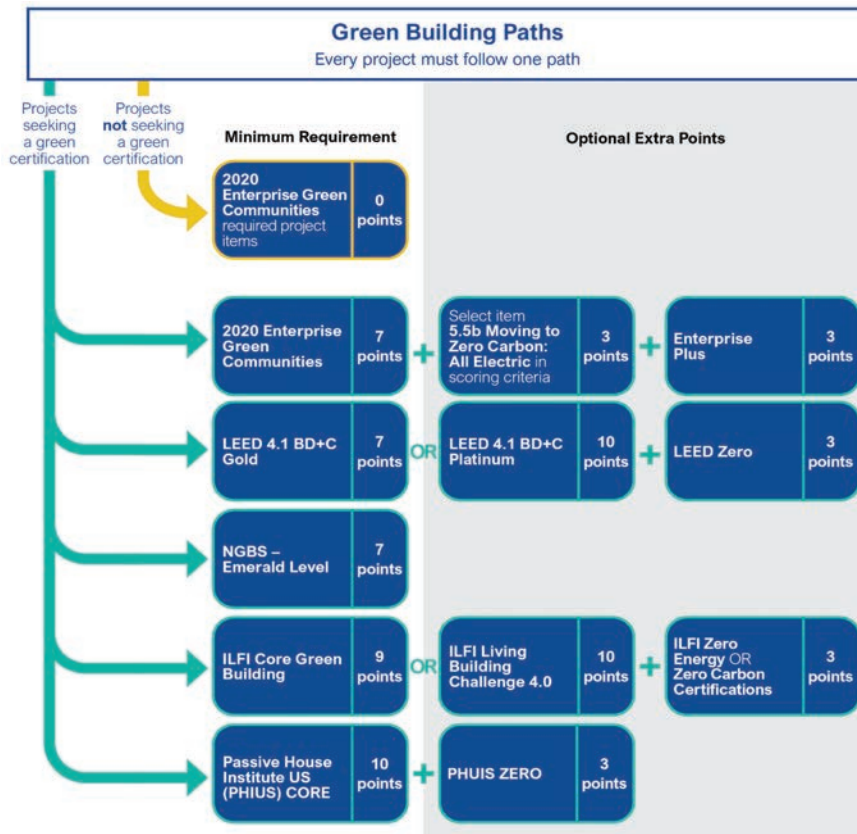 Green Building Paths
Every project must follow one path
Projects
seeking
a green
certification
Projects
not seeking
a green
certification
Minimum Requirement
Optional Extra Points
2020
Enterprise Green
Communities
required project
items
0
points
2020 Enterprise
Green
Communities
7
points
+
Select item
5.5b Moving to
Zero Carbon:
All Electric in
scoring criteria
3
points
+
Enterprise
Plus
3
points
LEED 4.1 BD+C
Gold
7
points
OR
LEED 4.1 BD+C
Platinum
10
points
+
LEED Zero
3
points
NGBS –
Emerald Level
7
points
ILFI Core Green
Building
9
points
OR
ILFI Living
Building
Challenge 4.0
10
points
+
ILFI Zero
Energy OR
Zero Carbon
Certifications
3
points
Passive House
Institute US
(PHIUS) CORE
10
points
+
PHUIS ZERO
3
points